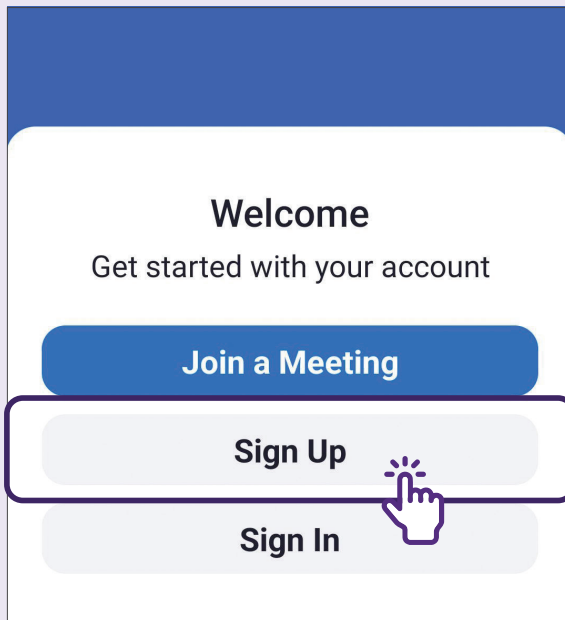 Welcome
Get started with your account
Join a Meeting
Sign Up
Sign In